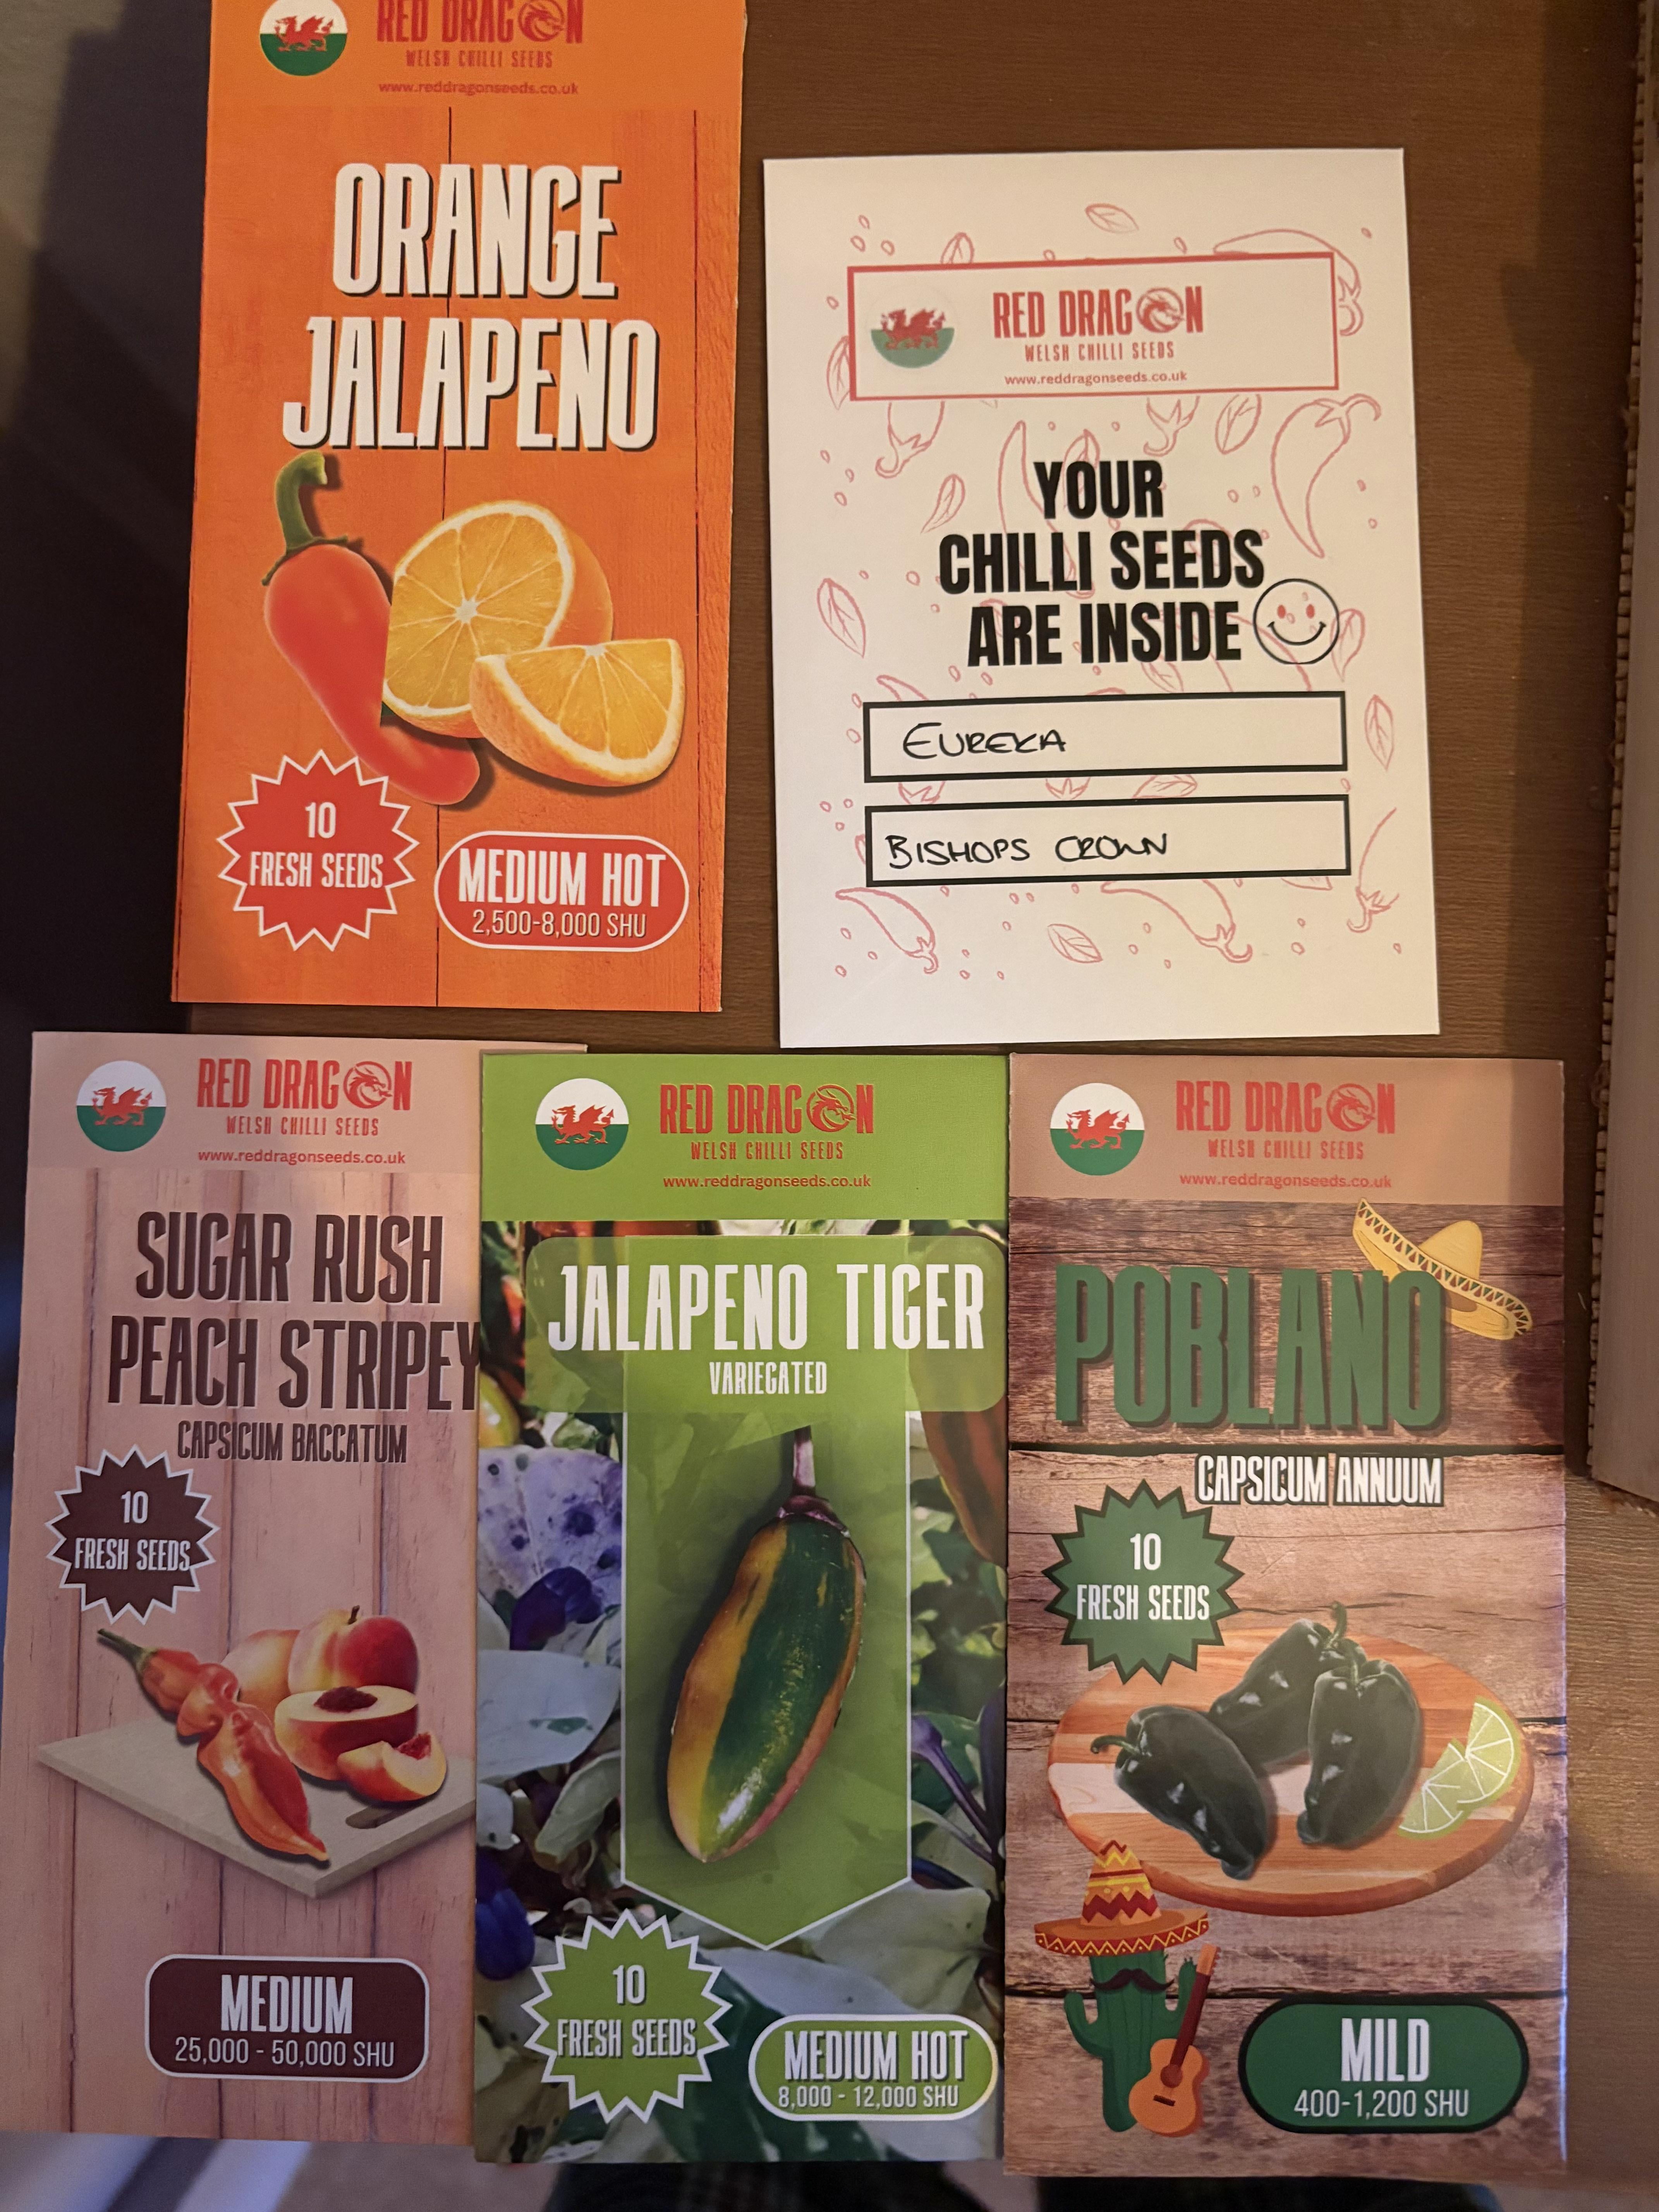 RED DRAGON
WELSH CHILLI SEEDS
www.reddragonseeds.co.uk
ORANGE
JALAPENO
10
FRESH SEEDS
MEDIUM HOT
2,500-8,000 SHU
RED DRAGON
WELSH CHILLI SEEDS
www.reddragonseeds.co.uk
YOUR
CHILLI SEEDS
ARE INSIDE
EUREKA
BISHOPS CROWN
RED DRAGON
WELSH CHILLI SEEDS
www.reddragonseeds.co.uk
SUGAR RUSH
PEACH STRIPEY
CAPSICUM BACCATUM
10
FRESH SEEDS
MEDIUM
25,000 - 50,000 SHU
RED DRAGON
WELSH CHILLI SEEDS
www.reddragonseeds.co.uk
JALAPENO TIGER
VARIEGATED
10
FRESH SEEDS
MEDIUM HOT
8,000 - 12,000 SHU
RED DRAGON
WELSH CHILLI SEEDS
www.reddragonseeds.co.uk
POBLANO
CAPSICUM ANNUUM
10
FRESH SEEDS
MILD
400-1,200 SHU